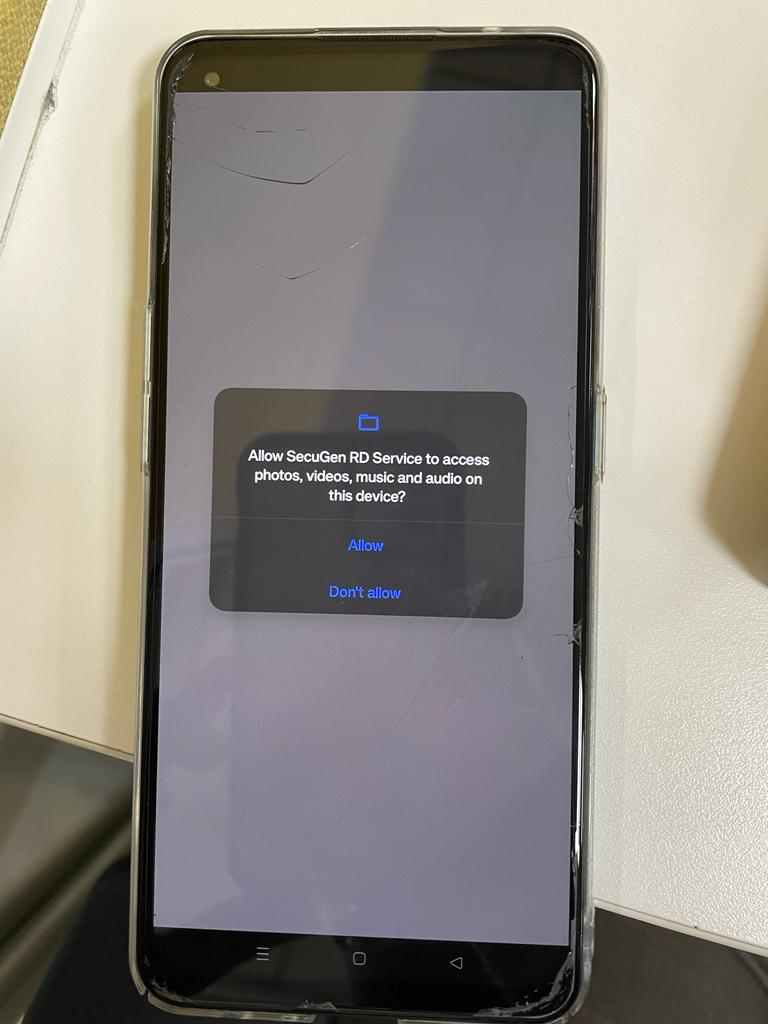 Allow SecuGen RD Service to access
photos, videos, music and audio on
this device?
Allow
Don't allow